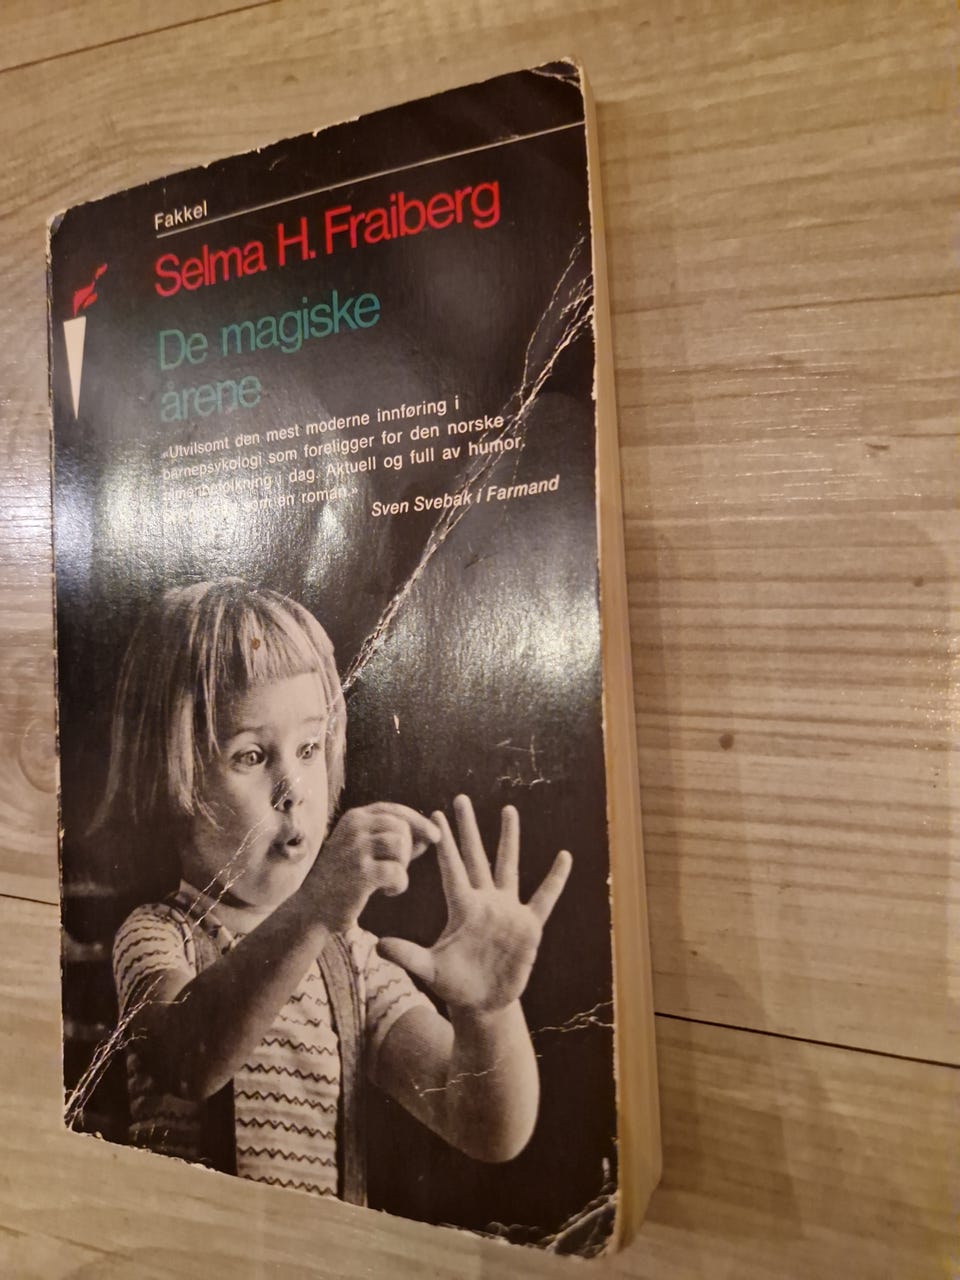 Fakkel
Selma H. Fraiberg
De magiske
årene
«Utvilsomt den mest moderne innføring i
barnepsykologi som foreligger for den norske
i dag. Aktuell og full av humor,
som en roman.»
Sven Svebak i Farmand